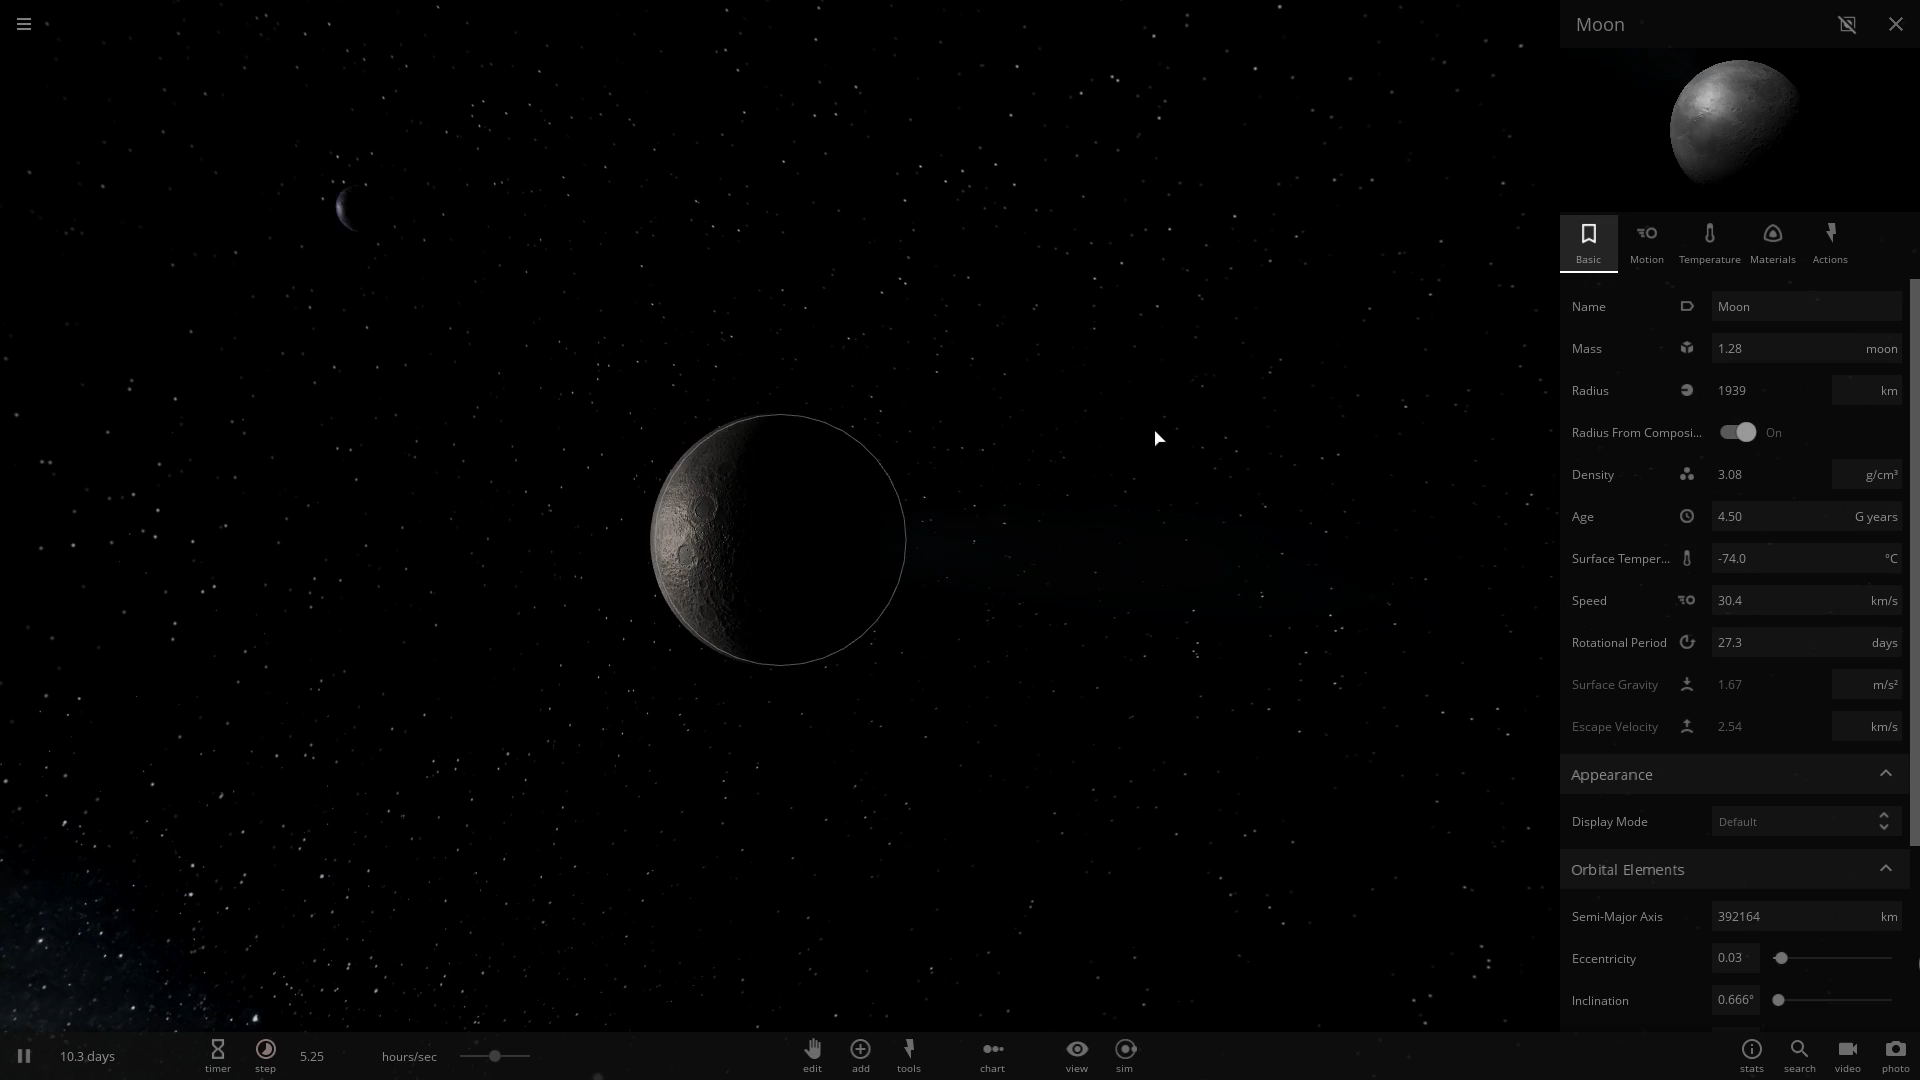 Moon
Basic
Motion
Temperature
Materials
Actions
Name Moon
Mass 1.28 moon
Radius 1939 km
Radius From Composi... On
Density 3.08 g/cm³
Age 4.50 G years
Surface Temper... -74.0 °C
Speed 30.4 km/s
Rotational Period 27.3 days
Surface Gravity 1.67 m/s²
Escape Velocity 2.54 km/s
Appearance
Display Mode Default
Orbital Elements
Semi-Major Axis 392164 km
Eccentricity 0.03
Inclination 0.666°
10.3 days
timer
step
5.25 hours/sec
edit
add
tools
chart
view
sim
stats
search
video
photo